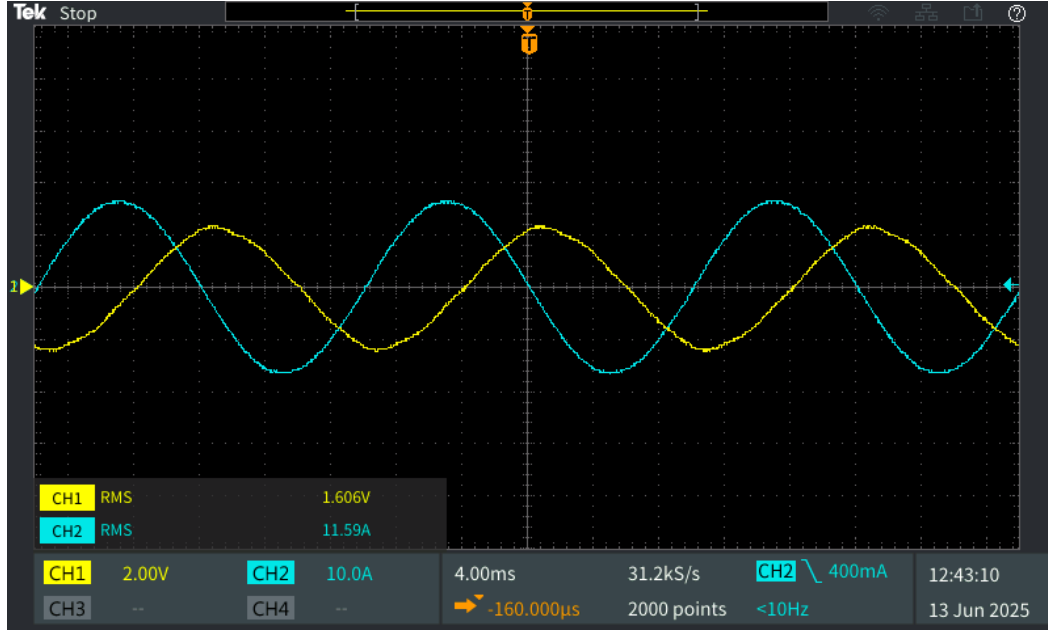 Tek Stop
T
T
?
1
CH1 RMS 1.606V
CH2 RMS 11.59A
CH1 2.00V CH2 10.0A 4.00ms 31.2kS/s CH2 400mA 12:43:10
CH3 -- CH4 -- -160.000µs 2000 points <10Hz 13 Jun 2025